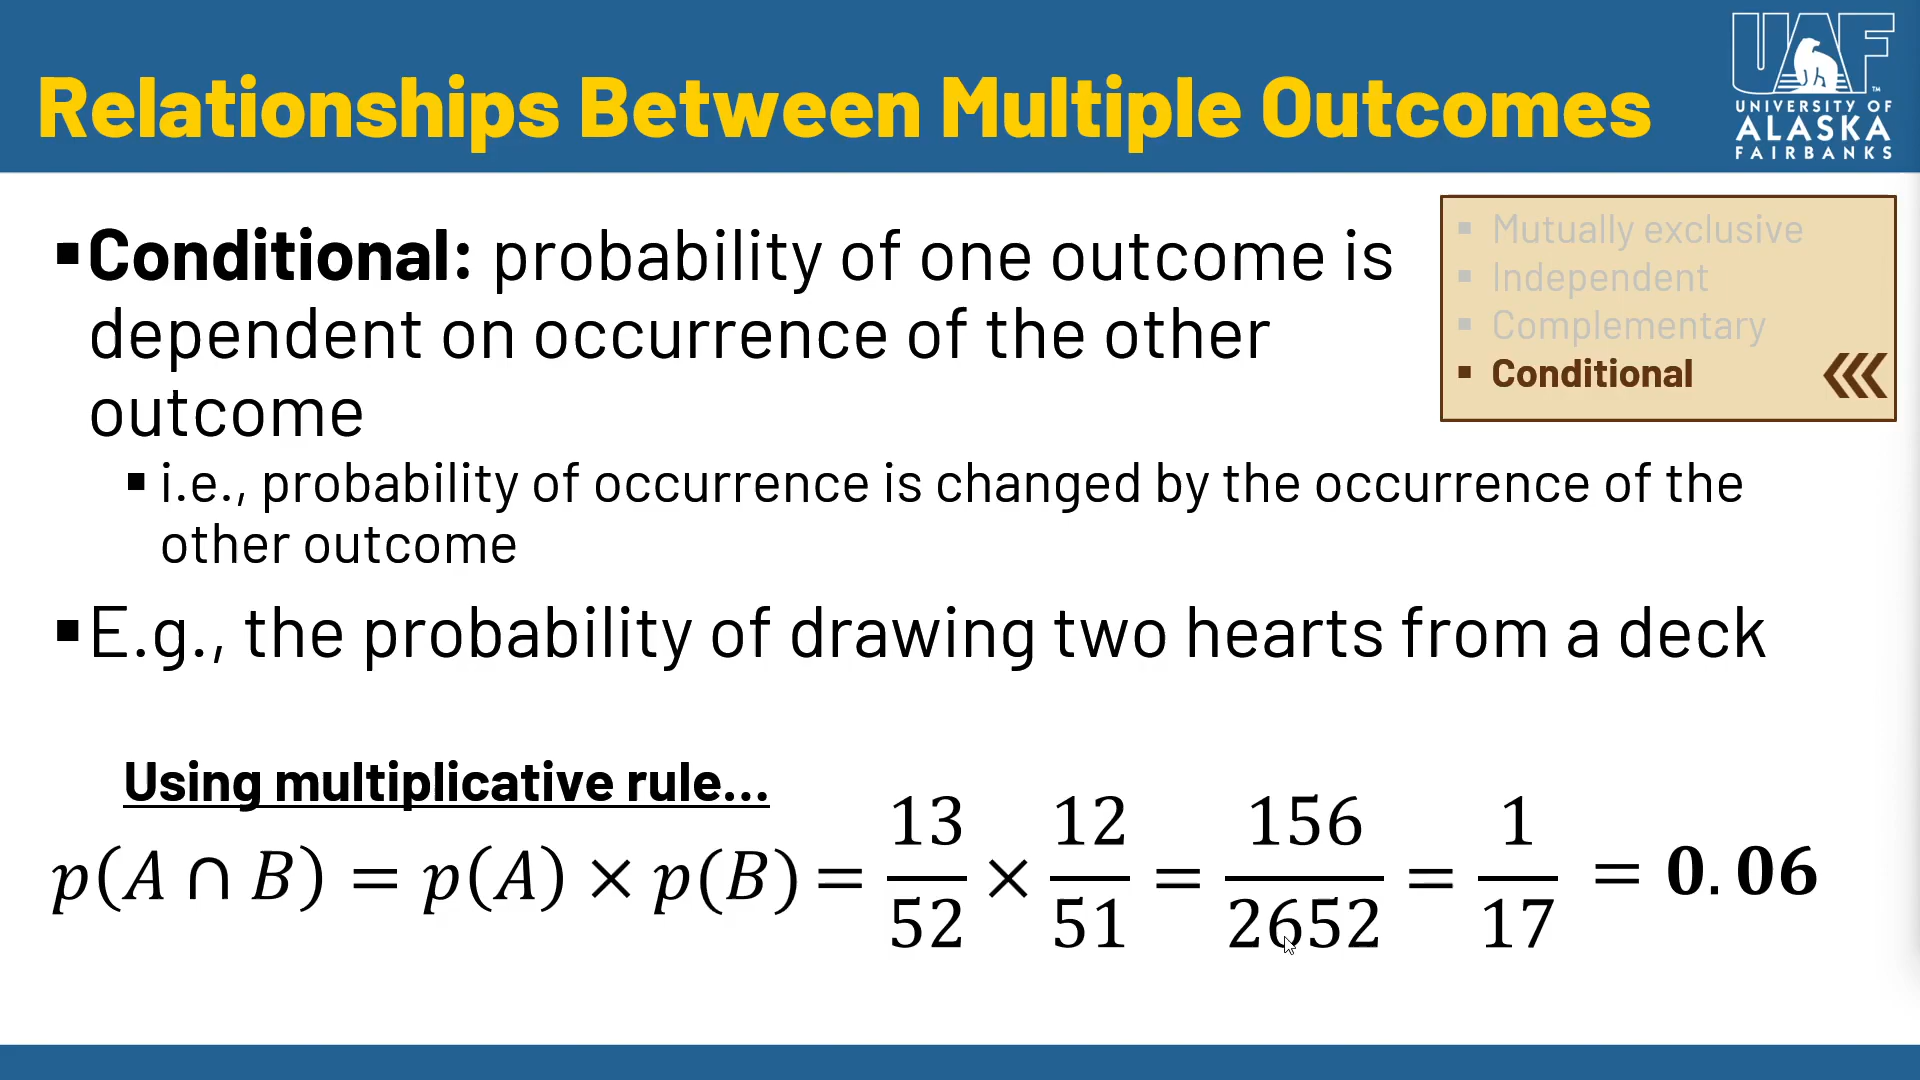 Relationships Between Multiple Outcomes
UAF™
UNIVERSITY OF
ALASKA
FAIRBANKS
▪Conditional: probability of one outcome is
dependent on occurrence of the other
outcome
▪ i.e., probability of occurrence is changed by the occurrence of the
other outcome
▪E.g., the probability of drawing two hearts from a deck
▪ Mutually exclusive
▪ Independent
▪ Complementary
▪ Conditional
Using multiplicative rule...
p(A ∩ B) = p(A) × p(B) = 13/52 × 12/51 = 156/2652 = 1/17 = 0.06